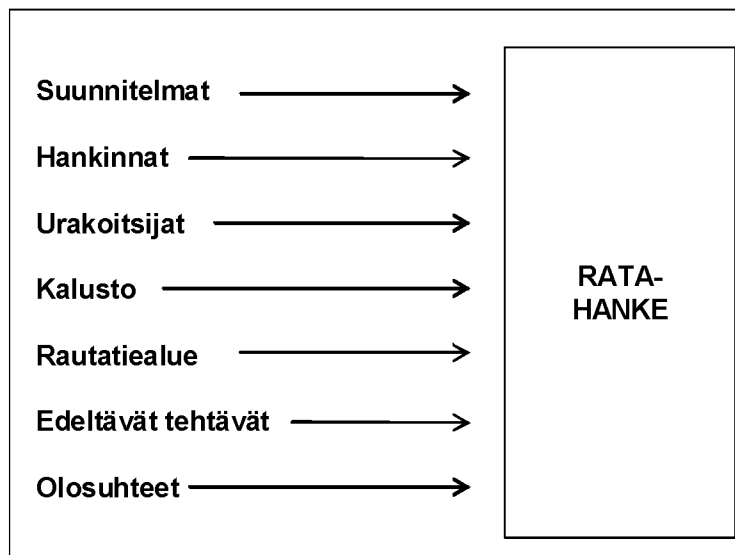 Suunnitelmat
Hankinnat
Urakoitsijat
Kalusto
Rautatiealue
Edeltävät tehtävät
Olosuhteet
RATA-
HANKE